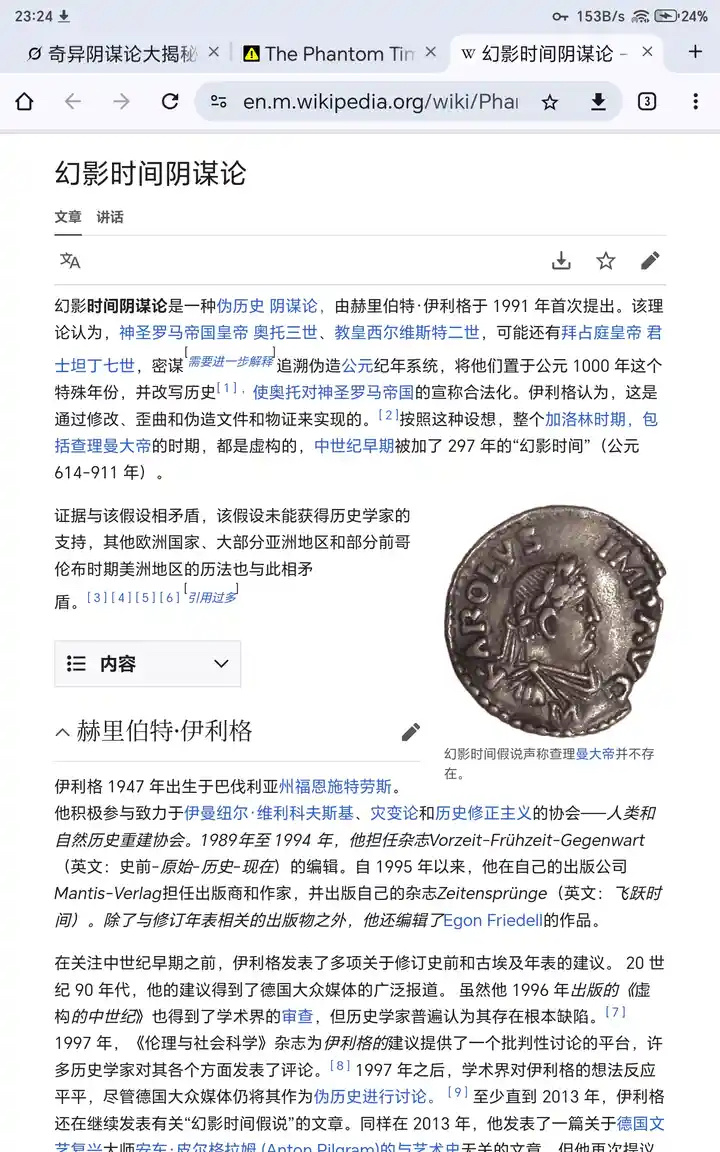 23:24 153B/s 24%
奇异阴谋论大揭秘 The Phantom Tim 幻影时间阴谋论 –
en.m.wikipedia.org/wiki/Phan 3
幻影时间阴谋论
文章 讲话
幻影时间阴谋论是一种伪历史 阴谋论，由赫里伯特·伊利格于 1991 年首次提出。该理
论认为，神圣罗马帝国皇帝 奥托三世、教皇西尔维斯特二世，可能还有拜占庭皇帝 君
士坦丁七世，密谋[需要进一步解释]追溯伪造公元纪年系统，将他们置于公元 1000 年这个
特殊年份，并改写历史[1]，使奥托对神圣罗马帝国的宣称合法化。伊利格认为，这是
通过修改、歪曲和伪造文件和物证来实现的。[2]按照这种设想，整个加洛林时期，包
括查理曼大帝的时期，都是虚构的，中世纪早期被加了 297 年的“幻影时间”（公元
614–911 年）。
证据与该假设相矛盾，该假设未能获得历史学家的
支持，其他欧洲国家、大部分亚洲地区和部分前哥
伦布时期美洲地区的历法也与此相矛
盾。[3][4][5][6][引用过多]
KAROLVS IMP AVG
M
幻影时间假说声称查理曼大帝并不存
在。
内容
赫里伯特·伊利格
伊利格 1947 年出生于巴伐利亚州福恩施特劳斯。
他积极参与致力于伊曼纽尔·维利科夫斯基、灾变论和历史修正主义的协会——人类和
自然历史重建协会。1989年至 1994 年，他担任杂志Vorzeit-Frühzeit-Gegenwart
（英文：史前-原始-历史-现在）的编辑。自 1995 年以来，他在自己的出版公司
Mantis-Verlag担任出版商和作家，并出版自己的杂志Zeitensprünge（英文：飞跃时
间）。除了与修订年表相关的出版物之外，他还编辑了Egon Friedell的作品。
在关注中世纪早期之前，伊利格发表了多项关于修订史前和古埃及年表的建议。 20 世
纪 90 年代，他的建议得到了德国大众媒体的广泛报道。 虽然他 1996 年出版的《虚
构的中世纪》也得到了学术界的审查，但历史学家普遍认为其存在根本缺陷。[7]
1997 年，《伦理与社会科学》杂志为伊利格的建议提供了一个批判性讨论的平台，许
多历史学家对其各个方面发表了评论。[8] 1997 年之后，学术界对伊利格的想法反应
平平，尽管德国大众媒体仍将其作为伪历史进行讨论。[9] 至少直到 2013 年，伊利格
还在继续发表有关“幻影时间假说”的文章。同样在 2013 年，他发表了一篇关于德国文
艺复兴大师安东·皮尔格拉姆 (Anton Pilgram)的与艺术史无关的文章，但他再次提议